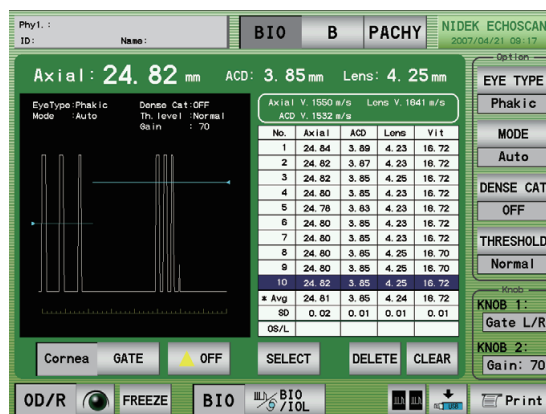 Phy1. :
ID: Name:
BIO B PACHY
NIDEK ECHOSCAN
2007/04/21 09:17
Axial: 24. 82 mm ACD: 3. 85 mm Lens: 4. 25 mm
EyeType:Phakic Dense Cat:OFF
Mode :Auto Th. level :Normal
Gain : 70
Axial V. 1550 m/s Lens V. 1641 m/s
ACD V. 1532 m/s
No. Axial ACD Lens Vit
1 24. 84 3. 89 4. 23 16. 72
2 24. 82 3. 87 4. 23 16. 72
3 24. 82 3. 85 4. 25 16. 72
4 24. 80 3. 85 4. 23 16. 72
5 24. 78 3. 83 4. 23 16. 72
6 24. 80 3. 85 4. 23 16. 72
7 24. 80 3. 85 4. 23 16. 72
8 24. 80 3. 85 4. 25 16. 70
9 24. 80 3. 85 4. 25 16. 70
10 24. 82 3. 85 4. 25 16. 72
* Avg 24. 81 3. 85 4. 24 16. 72
SD 0. 02 0. 01 0. 01 0. 01
OS/L
Option
EYE TYPE
Phakic
MODE
Auto
DENSE CAT
OFF
THRESHOLD
Normal
Knob
KNOB 1:
Gate L/R
KNOB 2:
Gain: 70
Cornea GATE OFF SELECT DELETE CLEAR
OD/R FREEZE BIO BIO/IOL USB Print